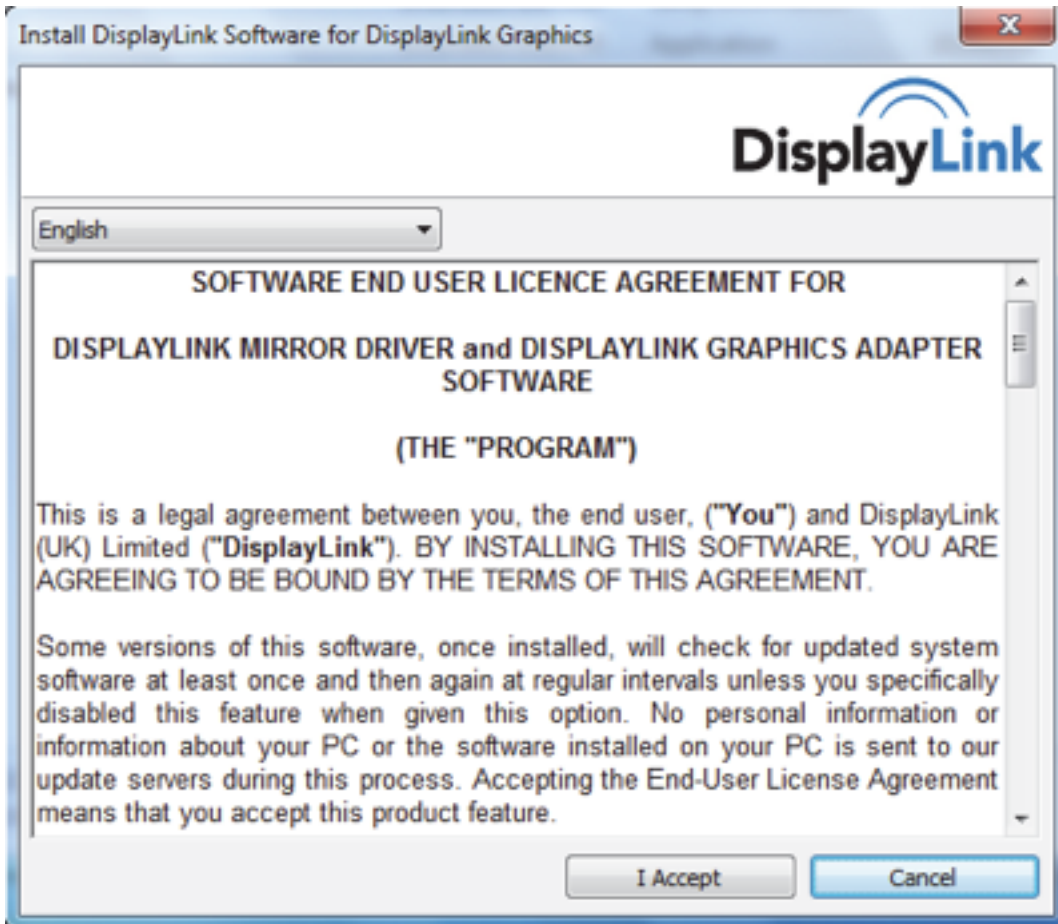 Install DisplayLink Software for DisplayLink Graphics
DisplayLink
English
SOFTWARE END USER LICENCE AGREEMENT FOR
DISPLAYLINK MIRROR DRIVER and DISPLAYLINK GRAPHICS ADAPTER
SOFTWARE
(THE "PROGRAM")
This is a legal agreement between you, the end user, ("You") and DisplayLink
(UK) Limited ("DisplayLink"). BY INSTALLING THIS SOFTWARE, YOU ARE
AGREEING TO BE BOUND BY THE TERMS OF THIS AGREEMENT.
Some versions of this software, once installed, will check for updated system
software at least once and then again at regular intervals unless you specifically
disabled this feature when given this option. No personal information or
information about your PC or the software installed on your PC is sent to our
update servers during this process. Accepting the End-User License Agreement
means that you accept this product feature.
I Accept
Cancel